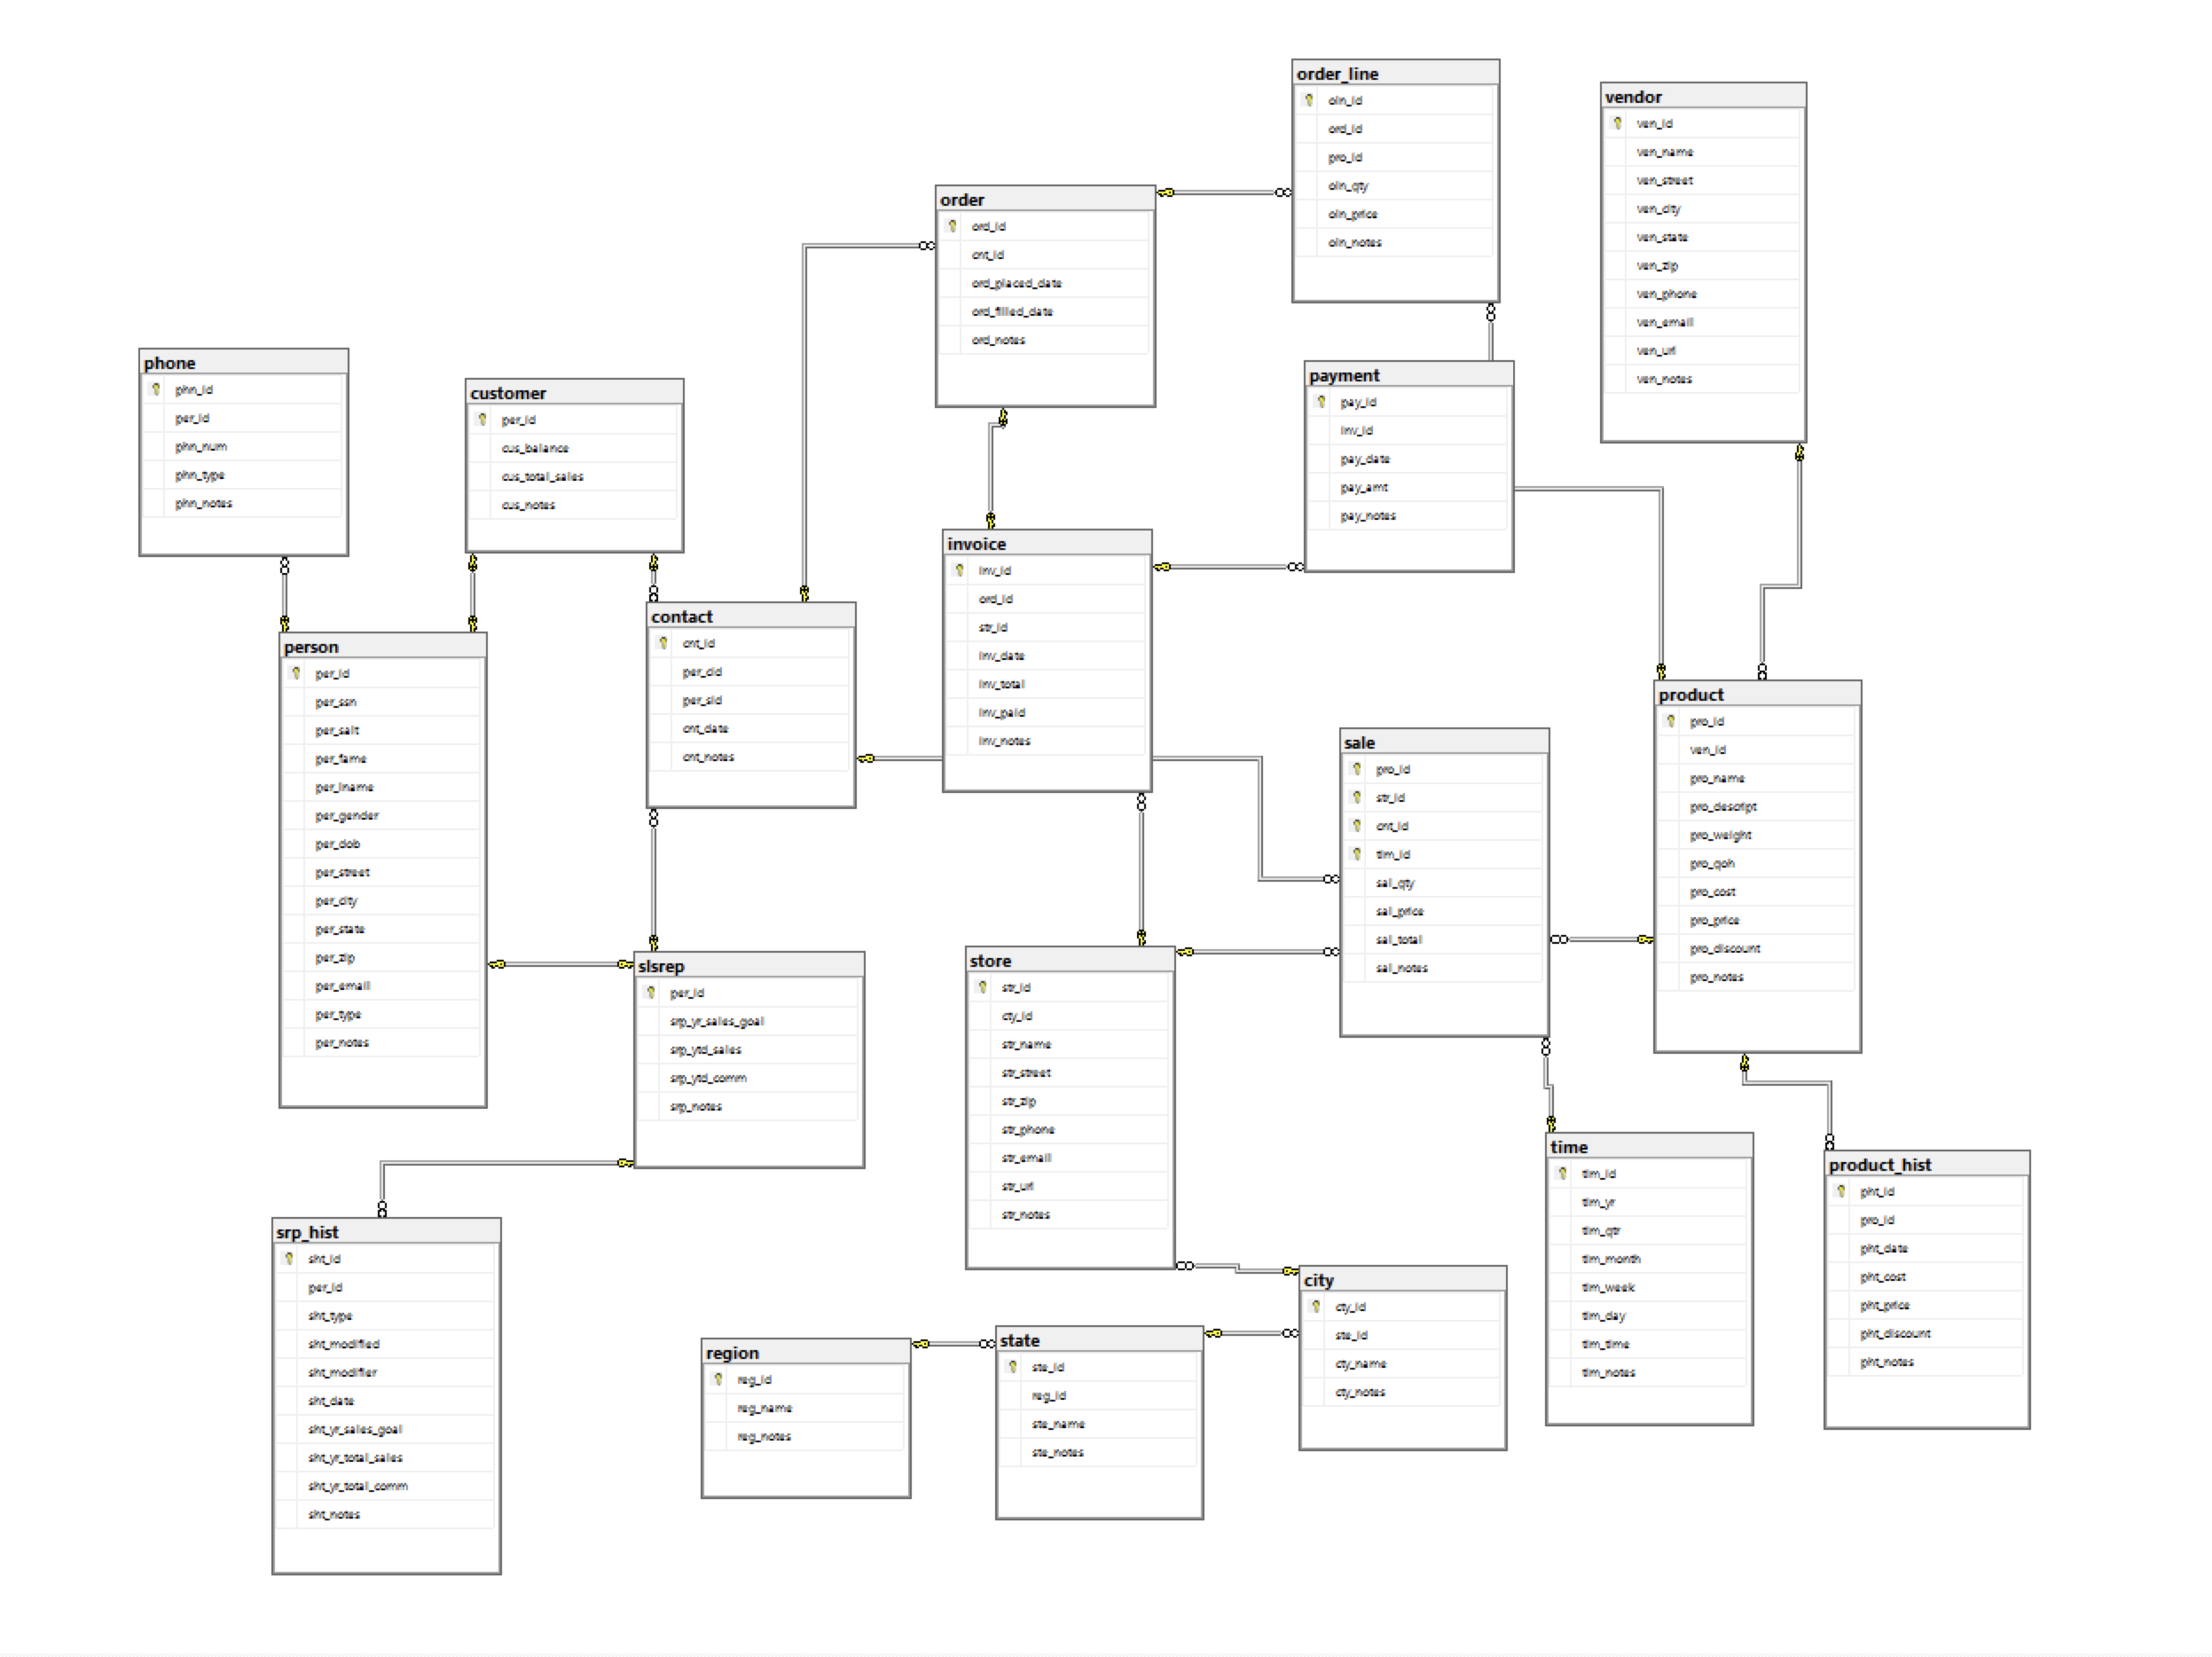 order_line
oln_id
ord_id
pro_id
oln_qty
oln_price
oln_notes
vendor
ven_id
ven_name
ven_street
ven_city
ven_state
ven_zip
ven_phone
ven_email
ven_url
ven_notes
order
ord_id
cnt_id
ord_placed_date
ord_filled_date
ord_notes
phone
phn_id
per_id
phn_num
phn_type
phn_notes
customer
per_id
cus_balance
cus_total_sales
cus_notes
payment
pay_id
inv_id
pay_date
pay_amt
pay_notes
invoice
inv_id
ord_id
str_id
inv_date
inv_total
inv_paid
inv_notes
contact
cnt_id
per_cid
per_sid
cnt_date
cnt_notes
person
per_id
per_ssn
per_salt
per_fame
per_lname
per_gender
per_dob
per_street
per_city
per_state
per_zip
per_email
per_type
per_notes
product
pro_id
ven_id
pro_name
pro_descript
pro_weight
pro_qoh
pro_cost
pro_price
pro_discount
pro_notes
sale
pro_id
str_id
cnt_id
tim_id
sal_qty
sal_price
sal_total
sal_notes
slsrep
per_id
srp_yr_sales_goal
srp_ytd_sales
srp_ytd_comm
srp_notes
store
str_id
cty_id
str_name
str_street
str_zip
str_phone
str_email
str_url
str_notes
time
tim_id
tim_yr
tim_qtr
tim_month
tim_week
tim_day
tim_time
tim_notes
product_hist
pht_id
pro_id
pht_date
pht_cost
pht_price
pht_discount
pht_notes
srp_hist
sht_id
per_id
sht_type
sht_modified
sht_modifier
sht_date
sht_yr_sales_goal
sht_yr_total_sales
sht_yr_total_comm
sht_notes
region
reg_id
reg_name
reg_notes
state
ste_id
reg_id
ste_name
ste_notes
city
cty_id
ste_id
cty_name
cty_notes